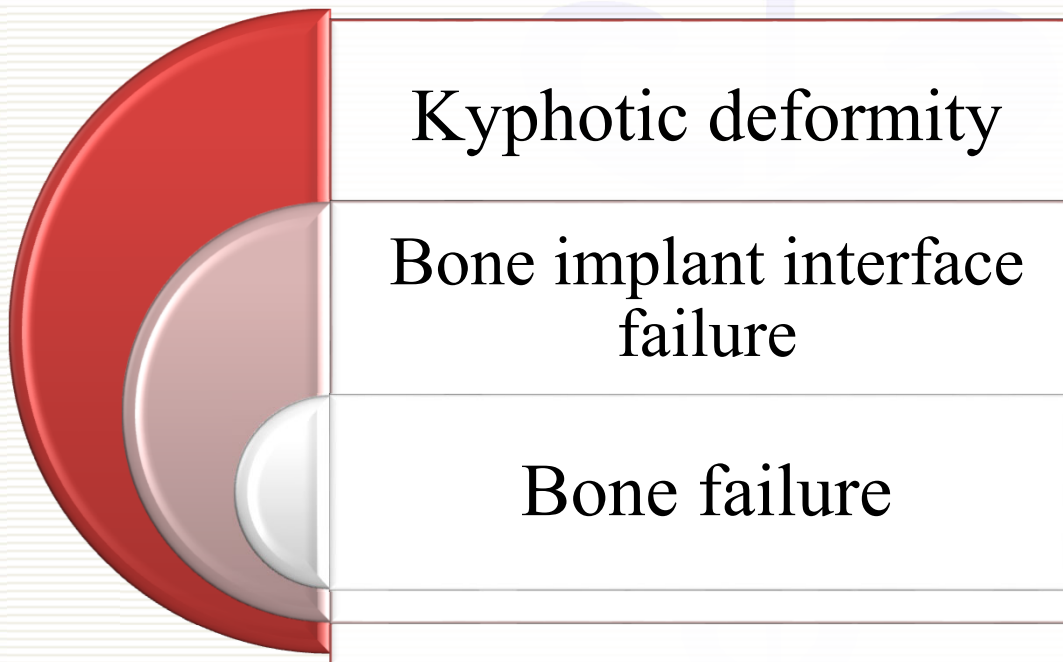 Kyphotic deformity
Bone implant interface
failure
Bone failure